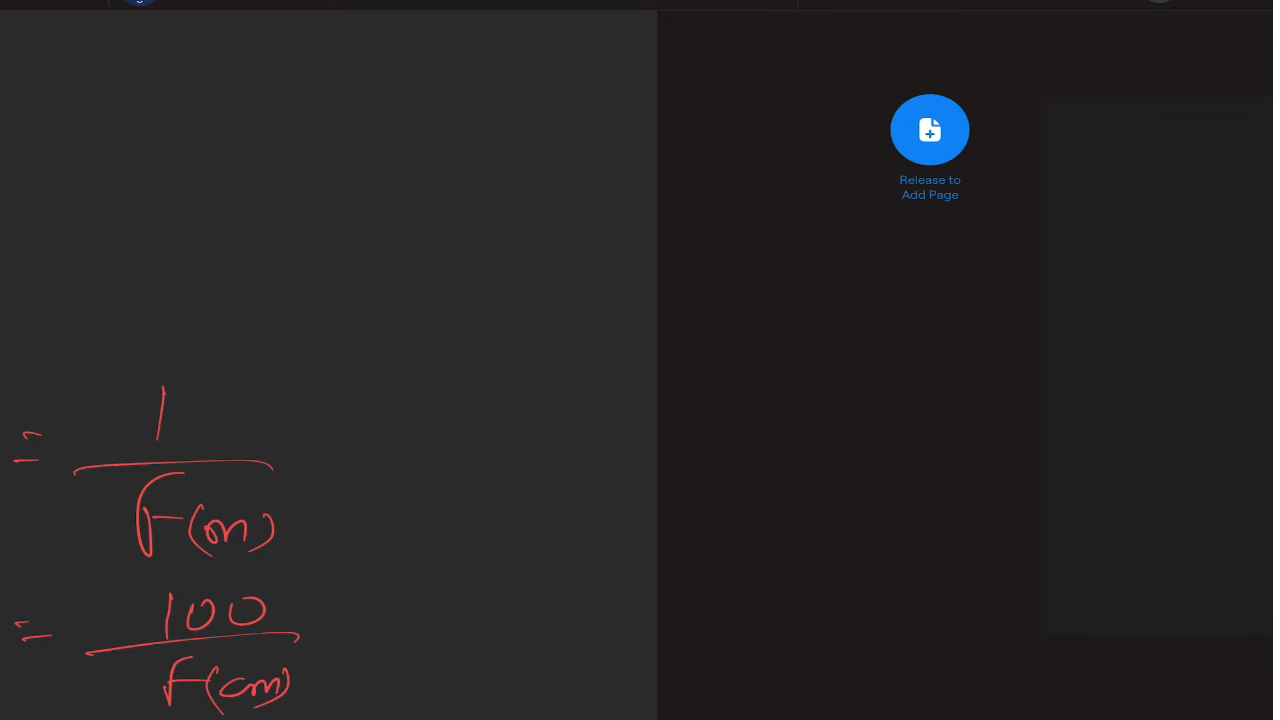 Release to
Add Page
= 1
f(m)
= 100
f(cm)